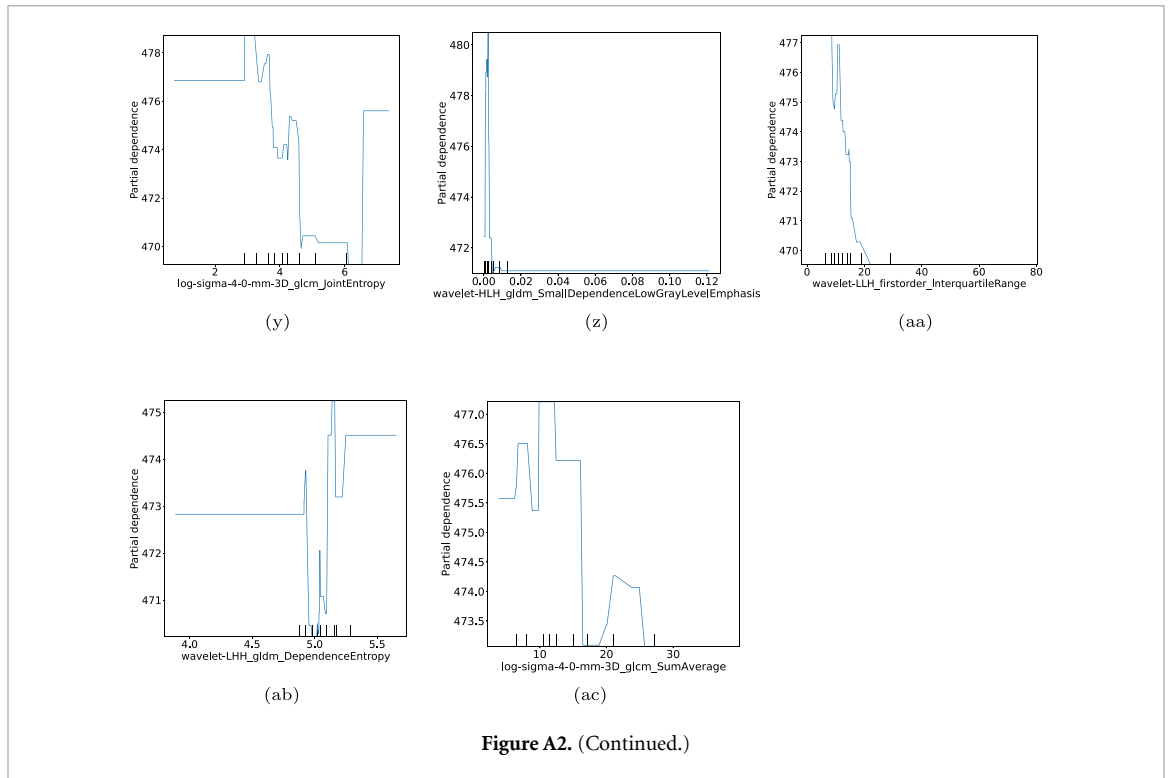 478
476
474
472
470
Partial dependence
2
4
6
log-sigma-4-0-mm-3D_glcm_JointEntropy
(y)
480
478
476
474
472
Partial dependence
0.00 0.02 0.04 0.06 0.08 0.10 0.12
wavelet-HLH_gldm_SmallDependenceLowGrayLevelEmphasis
(z)
477
476
475
474
473
472
471
470
Partial dependence
0 20 40 60 80
wavelet-LLH_firstorder_InterquartileRange
(aa)
475
474
473
472
471
Partial dependence
4.0 4.5 5.0 5.5
wavelet-LHH_gldm_DependenceEntropy
(ab)
477.0
476.5
476.0
475.5
475.0
474.5
474.0
473.5
Partial dependence
10 20 30
log-sigma-4-0-mm-3D_glcm_SumAverage
(ac)
Figure A2. (Continued.)